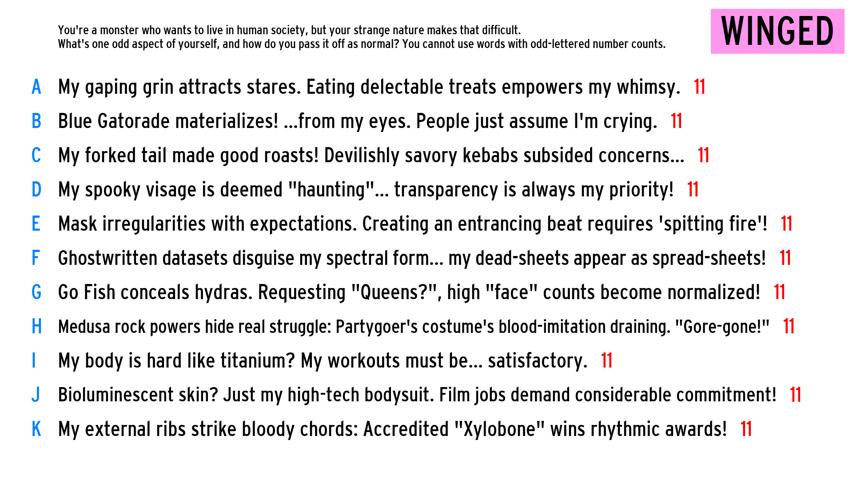 You're a monster who wants to live in human society, but your strange nature makes that difficult.
What's one odd aspect of yourself, and how do you pass it off as normal? You cannot use words with odd-lettered number counts.
WINGED
A My gaping grin attracts stares. Eating delectable treats empowers my whimsy. 11
B Blue Gatorade materializes! ...from my eyes. People just assume I'm crying. 11
C My forked tail made good roasts! Devilishly savory kebabs subsided concerns... 11
D My spooky visage is deemed "haunting"... transparency is always my priority! 11
E Mask irregularities with expectations. Creating an entrancing beat requires 'spitting fire'! 11
F Ghostwritten datasets disguise my spectral form... my dead-sheets appear as spread-sheets! 11
G Go Fish conceals hydras. Requesting "Queens?", high "face" counts become normalized! 11
H Medusa rock powers hide real struggle: Partygoer's costume's blood-imitation draining. "Gore-gone!" 11
I My body is hard like titanium? My workouts must be... satisfactory. 11
J Bioluminescent skin? Just my high-tech bodysuit. Film jobs demand considerable commitment! 11
K My external ribs strike bloody chords: Accredited "Xylobone" wins rhythmic awards! 11